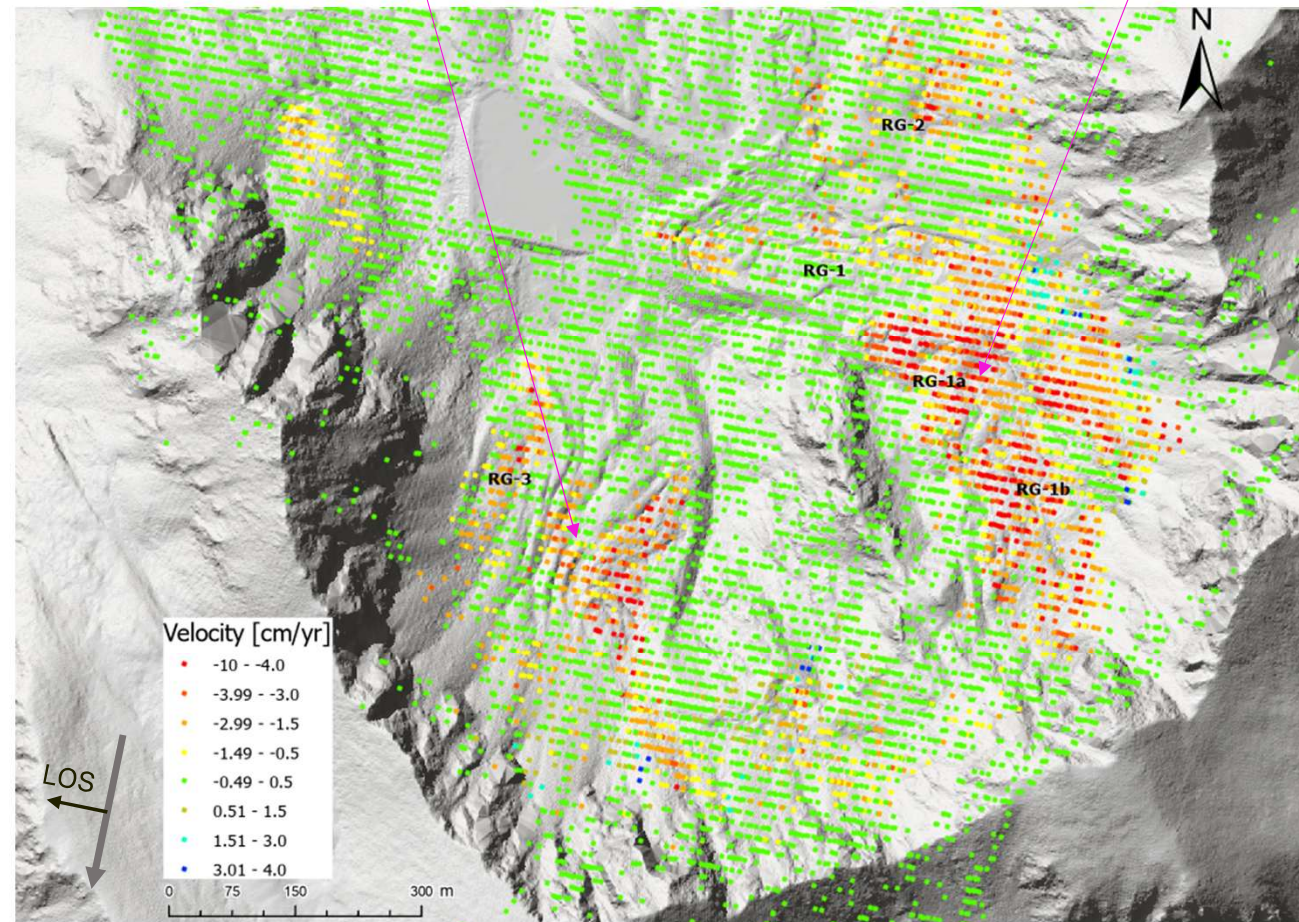 N
RG-2
RG-1
RG-1a
RG-3
RG-1b
Velocity [cm/yr]
-10 - -4.0
-3.99 - -3.0
-2.99 - -1.5
-1.49 - -0.5
-0.49 - 0.5
0.51 - 1.5
1.51 - 3.0
3.01 - 4.0
LOS
0 75 150 300 m